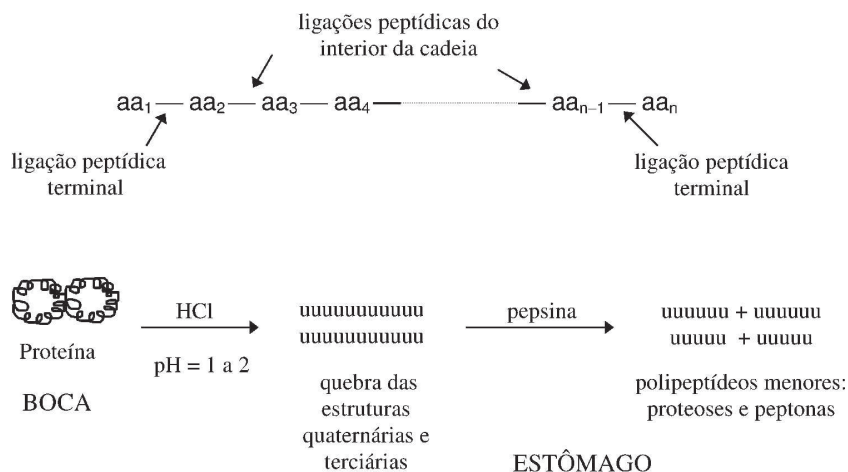 ligações peptídicas do
interior da cadeia
aa₁ — aa₂ — aa₃ — aa₄ — — aaₙ₋₁ — aaₙ
ligação peptídica
terminal
ligação peptídica
terminal
HCl
pH = 1 a 2
Proteína
BOCA
uuuuuuuuuuu
uuuuuuuuuuu
quebra das
estruturas
quaternárias e
terciárias
pepsina
ESTÔMAGO
uuuuuu + uuuuuu
uuuuu + uuuuu
polipeptídeos menores:
proteoses e peptonas